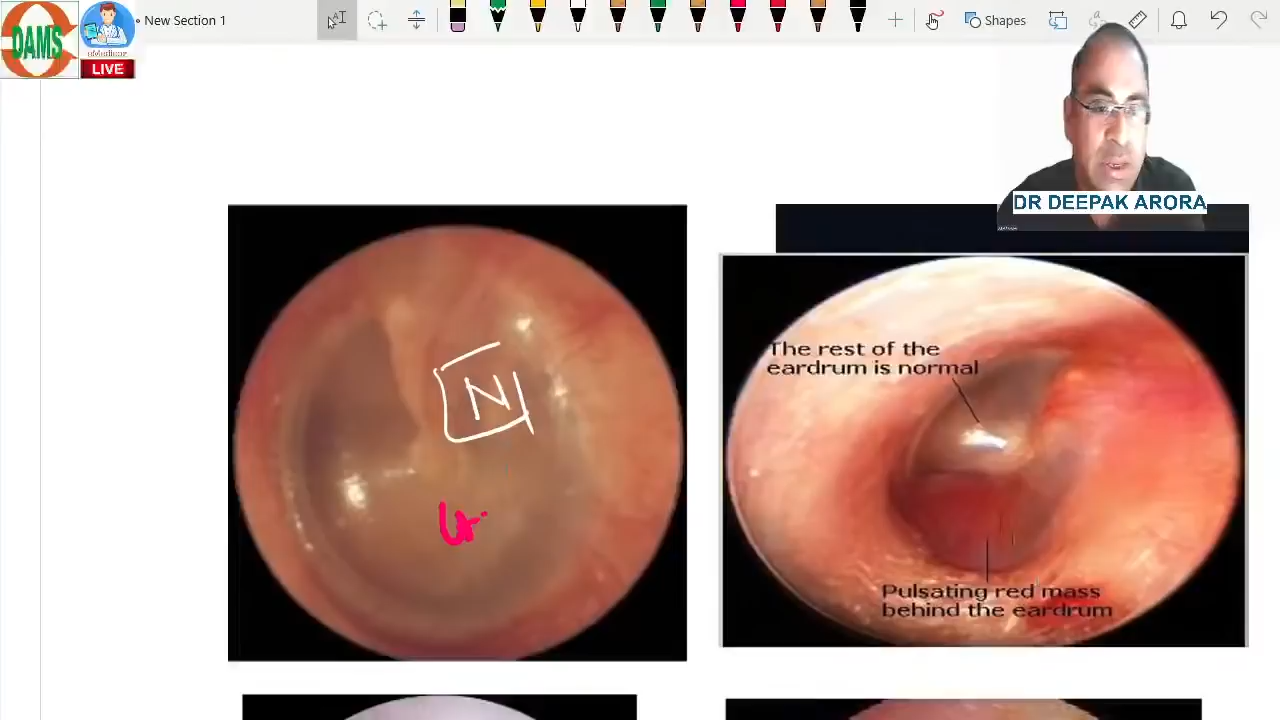 New Section 1
Shapes
DAMS
eMedicoz
LIVE
DR DEEPAK ARORA
N
The rest of the
eardrum is normal
Pulsating red mass
behind the eardrum